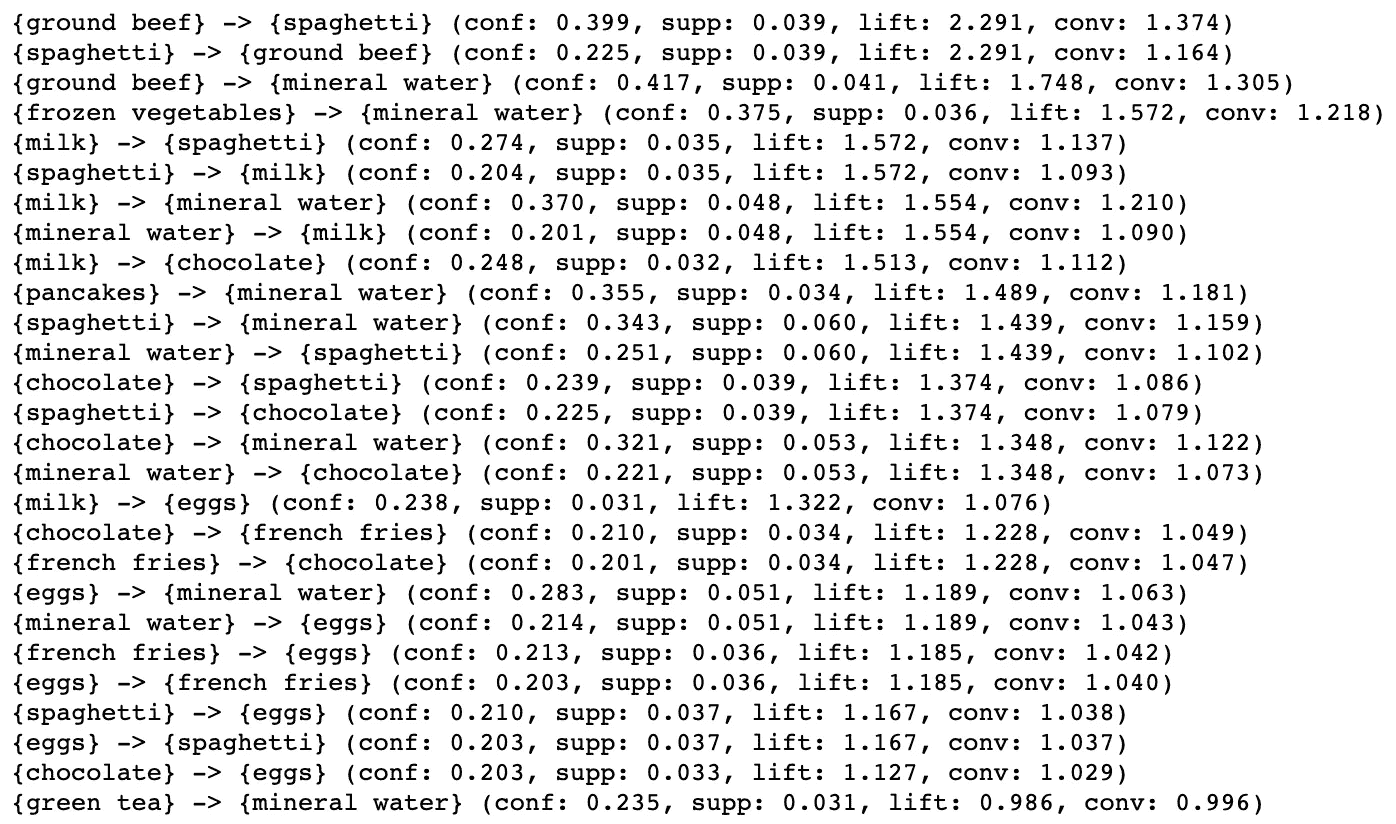 {ground beef} -> {spaghetti} (conf: 0.399, supp: 0.039, lift: 2.291, conv: 1.374)
{spaghetti} -> {ground beef} (conf: 0.225, supp: 0.039, lift: 2.291, conv: 1.164)
{ground beef} -> {mineral water} (conf: 0.417, supp: 0.041, lift: 1.748, conv: 1.305)
{frozen vegetables} -> {mineral water} (conf: 0.375, supp: 0.036, lift: 1.572, conv: 1.218)
{milk} -> {spaghetti} (conf: 0.274, supp: 0.035, lift: 1.572, conv: 1.137)
{spaghetti} -> {milk} (conf: 0.204, supp: 0.035, lift: 1.572, conv: 1.093)
{milk} -> {mineral water} (conf: 0.370, supp: 0.048, lift: 1.554, conv: 1.210)
{mineral water} -> {milk} (conf: 0.201, supp: 0.048, lift: 1.554, conv: 1.090)
{milk} -> {chocolate} (conf: 0.248, supp: 0.032, lift: 1.513, conv: 1.112)
{pancakes} -> {mineral water} (conf: 0.355, supp: 0.034, lift: 1.489, conv: 1.181)
{spaghetti} -> {mineral water} (conf: 0.343, supp: 0.060, lift: 1.439, conv: 1.159)
{mineral water} -> {spaghetti} (conf: 0.251, supp: 0.060, lift: 1.439, conv: 1.102)
{chocolate} -> {spaghetti} (conf: 0.239, supp: 0.039, lift: 1.374, conv: 1.086)
{spaghetti} -> {chocolate} (conf: 0.225, supp: 0.039, lift: 1.374, conv: 1.079)
{chocolate} -> {mineral water} (conf: 0.321, supp: 0.053, lift: 1.348, conv: 1.122)
{mineral water} -> {chocolate} (conf: 0.221, supp: 0.053, lift: 1.348, conv: 1.073)
{milk} -> {eggs} (conf: 0.238, supp: 0.031, lift: 1.322, conv: 1.076)
{chocolate} -> {french fries} (conf: 0.210, supp: 0.034, lift: 1.228, conv: 1.049)
{french fries} -> {chocolate} (conf: 0.201, supp: 0.034, lift: 1.228, conv: 1.047)
{eggs} -> {mineral water} (conf: 0.283, supp: 0.051, lift: 1.189, conv: 1.063)
{mineral water} -> {eggs} (conf: 0.214, supp: 0.051, lift: 1.189, conv: 1.043)
{french fries} -> {eggs} (conf: 0.213, supp: 0.036, lift: 1.185, conv: 1.042)
{eggs} -> {french fries} (conf: 0.203, supp: 0.036, lift: 1.185, conv: 1.040)
{spaghetti} -> {eggs} (conf: 0.210, supp: 0.037, lift: 1.167, conv: 1.038)
{eggs} -> {spaghetti} (conf: 0.203, supp: 0.037, lift: 1.167, conv: 1.037)
{chocolate} -> {eggs} (conf: 0.203, supp: 0.033, lift: 1.127, conv: 1.029)
{green tea} -> {mineral water} (conf: 0.235, supp: 0.031, lift: 0.986, conv: 0.996)